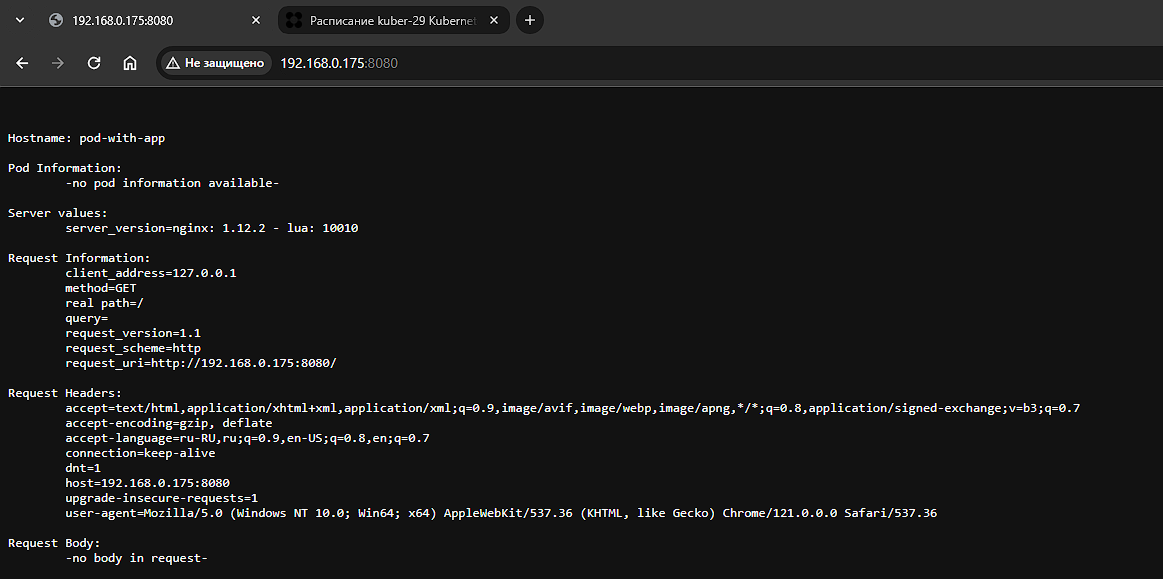 192.168.0.175:8080
Расписание kuber-29 Kubernet
Не защищено 192.168.0.175:8080
Hostname: pod-with-app
Pod Information:
-no pod information available-
Server values:
server_version=nginx: 1.12.2 - lua: 10010
Request Information:
client_address=127.0.0.1
method=GET
real path=/
query=
request_version=1.1
request_scheme=http
request_uri=http://192.168.0.175:8080/
Request Headers:
accept=text/html,application/xhtml+xml,application/xml;q=0.9,image/avif,image/webp,image/apng,*/*;q=0.8,application/signed-exchange;v=b3;q=0.7
accept-encoding=gzip, deflate
accept-language=ru-RU,ru;q=0.9,en-US;q=0.8,en;q=0.7
connection=keep-alive
dnt=1
host=192.168.0.175:8080
upgrade-insecure-requests=1
user-agent=Mozilla/5.0 (Windows NT 10.0; Win64; x64) AppleWebKit/537.36 (KHTML, like Gecko) Chrome/121.0.0.0 Safari/537.36
Request Body:
-no body in request-